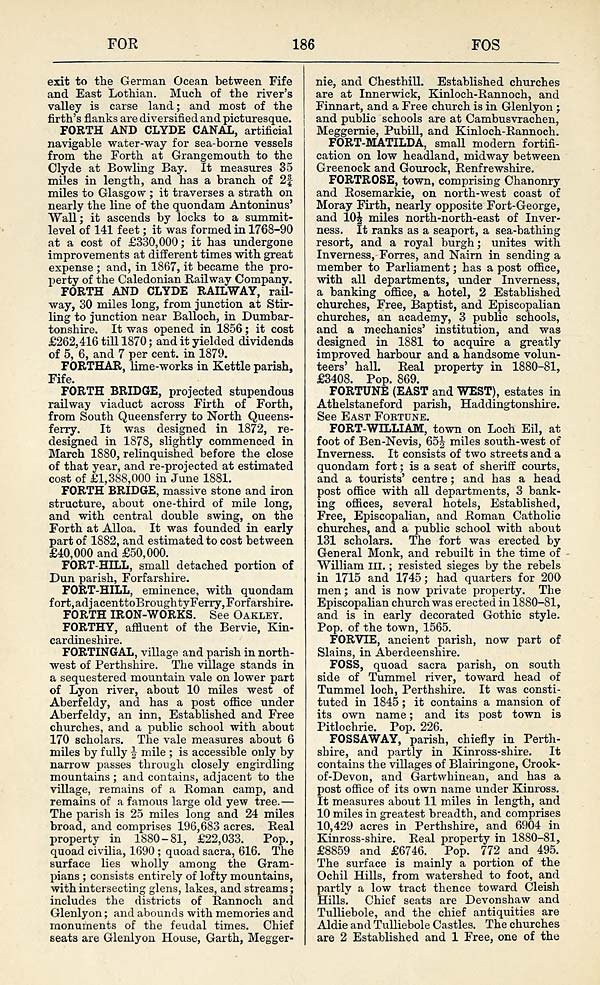 FOR 186 FOS
exit to the German Ocean between Fife
and East Lothian. Much of the river's
valley is carse land; and most of the
firth's flanks are diversified and picturesque.
FORTH AND CLYDE CANAL, artificial
navigable water-way for sea-borne vessels
from the Forth at Grangemouth to the
Clyde at Bowling Bay. It measures 35
miles in length, and has a branch of 2¾
miles to Glasgow; it traverses a strath on
nearly the line of the quondam Antoninus'
Wall; it ascends by locks to a summit-
level of 141 feet; it was formed in 1768-90
at a cost of £330,000; it has undergone
improvements at different times with great
expense; and, in 1867, it became the pro-
perty of the Caledonian Railway Company.
FORTH AND CLYDE RAILWAY, rail-
way, 30 miles long, from junction at Stir-
ling to junction near Balloch, in Dumbar-
tonshire. It was opened in 1856; it cost
£262,416 till 1870; and it yielded dividends
of 5, 6, and 7 per cent. in 1879.
FORTHAR, lime-works in Kettle parish,
Fife.
FORTH BRIDGE, projected stupendous
railway viaduct across Firth of Forth,
from South Queensferry to North Queens-
ferry. It was designed in 1872, re-
designed in 1878, slightly commenced in
March 1880, relinquished before the close
of that year, and re-projected at estimated
cost of £1,388,000 in June 1881.
FORTH BRIDGE, massive stone and iron
structure, about one-third of mile long,
and with central double swing, on the
Forth at Alloa. It was founded in early
part of 1882, and estimated to cost between
£40,000 and £50,000.
FORT-HILL, small detached portion of
Dun parish, Forfarshire.
FORT-HILL, eminence, with quondam
fort, adjacent to Broughty Ferry, Forfarshire.
FORTH IRON-WORKS. See OAKLEY.
FORTHY, affluent of the Bervie, Kin-
cardineshire.
FORTINGAL, village and parish in north-
west of Perthshire. The village stands in
a sequestered mountain vale on lower part
of Lyon river, about 10 miles west of
Aberfeldy, and has a post office under
Aberfeldy, an inn, Established and Free
churches, and a public school with about
170 scholars. The vale measures about 6
miles by fully ½ mile; is accessible only by
narrow passes through closely engirdling
mountains; and contains, adjacent to the
village, remains of a Roman camp, and
remains of a famous large old yew tree.—
The parish is 25 miles long and 24 miles
broad, and comprises 196,683 acres. Real
property in 1880-81, £22,033. Pop.,
quoad civilia, 1690; quoad sacra, 616. The
surface lies wholly among the Gram-
pians; consists entirely of lofty mountains,
with intersecting glens, lakes, and streams;
includes the districts of Rannoch and
Glenlyon; and abounds with memories and
monuments of the feudal times. Chief
seats are Glenlyon House, Garth, Megger-
nie, and Chesthill. Established churches
are at Innerwick, Kinloch-Rannoch, and
Finnart, and a Free church is in Glenlyon;
and public schools are at Cambusvrachen,
Meggernie, Pubill, and Kinloch-Rannoch.
FORT-MATILDA, small modern fortifi-
cation on low headland, midway between
Greenock and Gourock, Renfrewshire.
FORTROSE, town, comprising Chanonry
and Rosemarkie, on north-west coast of
Moray Firth, nearly opposite Fort-George,
and 10½ miles north-north-east of Inver-
ness. It ranks as a seaport, a sea-bathing
resort, and a royal burgh; unites with
Inverness, Forres, and Nairn in sending a
member to Parliament; has a post office,
with all departments, under Inverness,
a banking office, a hotel, 2 Established
churches, Free, Baptist, and Episcopalian
churches, an academy, 3 public schools,
and a mechanics' institution, and was
designed in 1881 to acquire a greatly
improved harbour and a handsome volun-
teers' hall. Real property in 1880-81,
£3408. Pop. 869.
FORTUNE (EAST and WEST), estates in
Athelstaneford parish, Haddingtonshire.
See EAST FORTUNE.
FORT-WILLIAM, town on Loch Eil, at
foot of Ben-Nevis, 65½ miles south-west of
Inverness. It consists of two streets and a
quondam fort; is a seat of sheriff courts,
and a tourists' centre; and has a head
post office with all departments, 3 bank-
ing offices, several hotels, Established,
Free, Episcopalian, and Roman Catholic
churches, and a public school with about
131 scholars. The fort was erected by
General Monk, and rebuilt in the time of
William III.; resisted sieges by the rebels
in 1715 and 1745; had quarters for 200
men; and is now private property. The
Episcopalian church was erected in 1880-81,
and is in early decorated Gothic style.
Pop. of the town, 1565.
FORVIE, ancient parish, now part of
Slains, in Aberdeenshire.
FOSS, quoad sacra parish, on south
side of Tummel river, toward head of
Tummel loch, Perthshire. It was consti-
tuted in 1845; it contains a mansion of
its own name; and its post town is
Pitlochrie. Pop. 226.
FOSSAWAY, parish, chiefly in Perth-
shire, and partly in Kinross-shire. It
contains the villages of Blairingone, Crook-
of-Devon, and Gartwhinean, and has a
post office of its own name under Kinross.
It measures about 11 miles in length, and
10 miles in greatest breadth, and comprises
10,429 acres in Perthshire, and 6904 in
Kinross-shire. Real property in 1880-81,
£8859 and £6746. Pop. 772 and 495.
The surface is mainly a portion of the
Ochil Hills, from watershed to foot, and
partly a low tract thence toward Cleish
Hills. Chief seats are Devonshaw and
Tulliebole, and the chief antiquities are
Aldie and Tulliebole Castles. The churches
are 2 Established and 1 Free, one of the